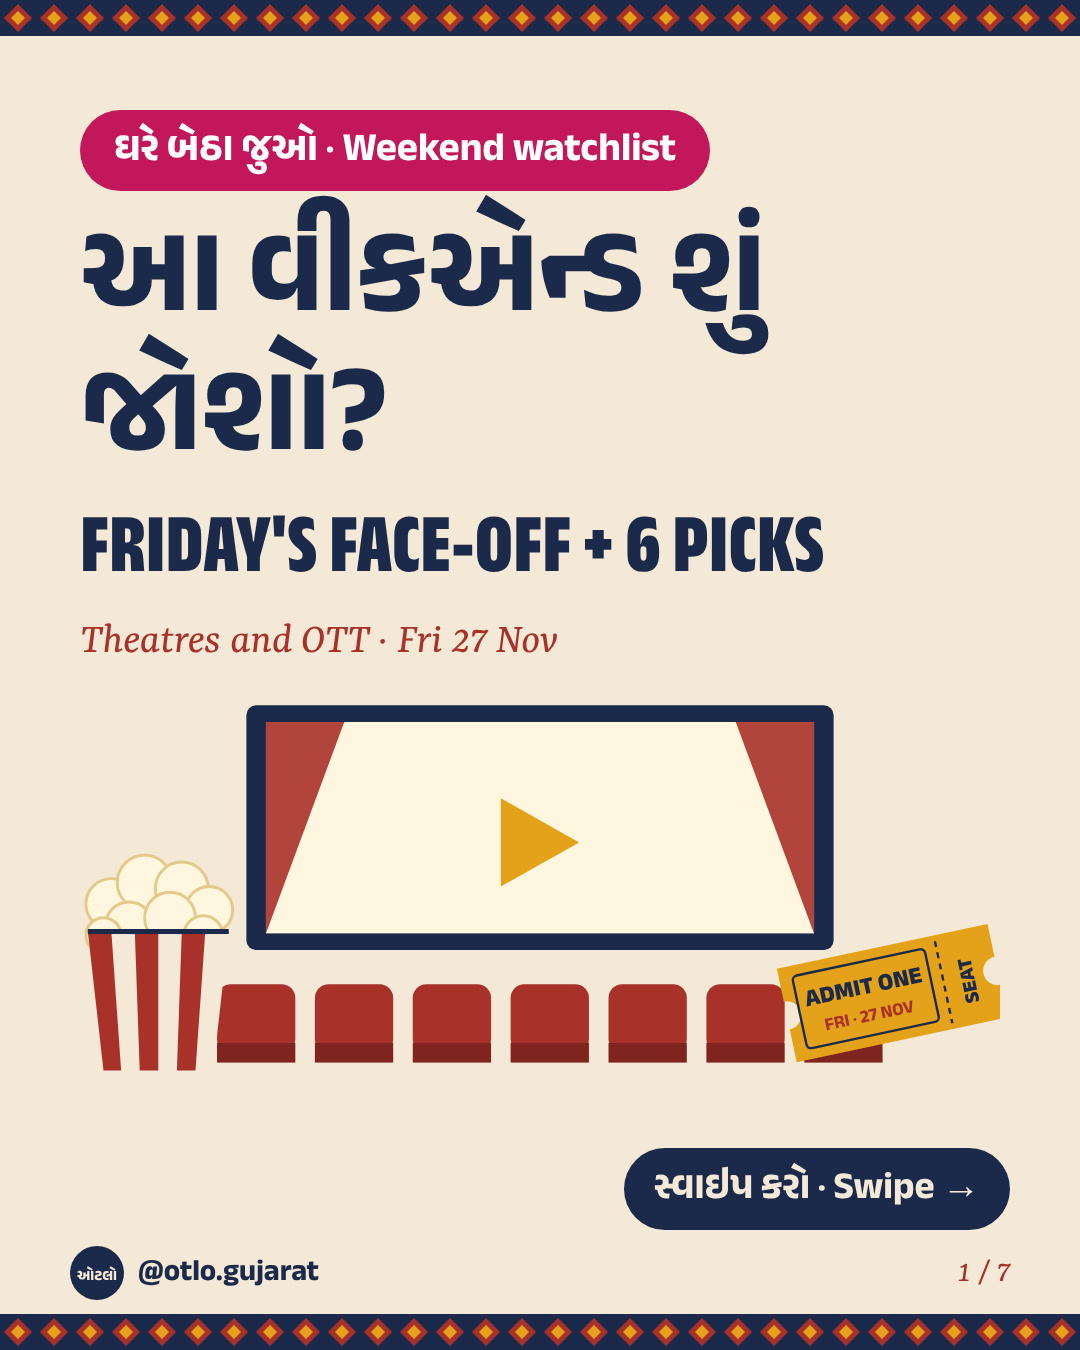 ઘરે બેઠા જુઓ · Weekend watchlist
આ વીકએન્ડ શું
જોશો?
FRIDAY'S FACE-OFF + 6 PICKS
Theatres and OTT · Fri 27 Nov
ADMIT ONE
FRI · 27 NOV
SEAT
સ્વાઈપ કરો · Swipe →
ઓટલો
@otlo.gujarat
1 / 7